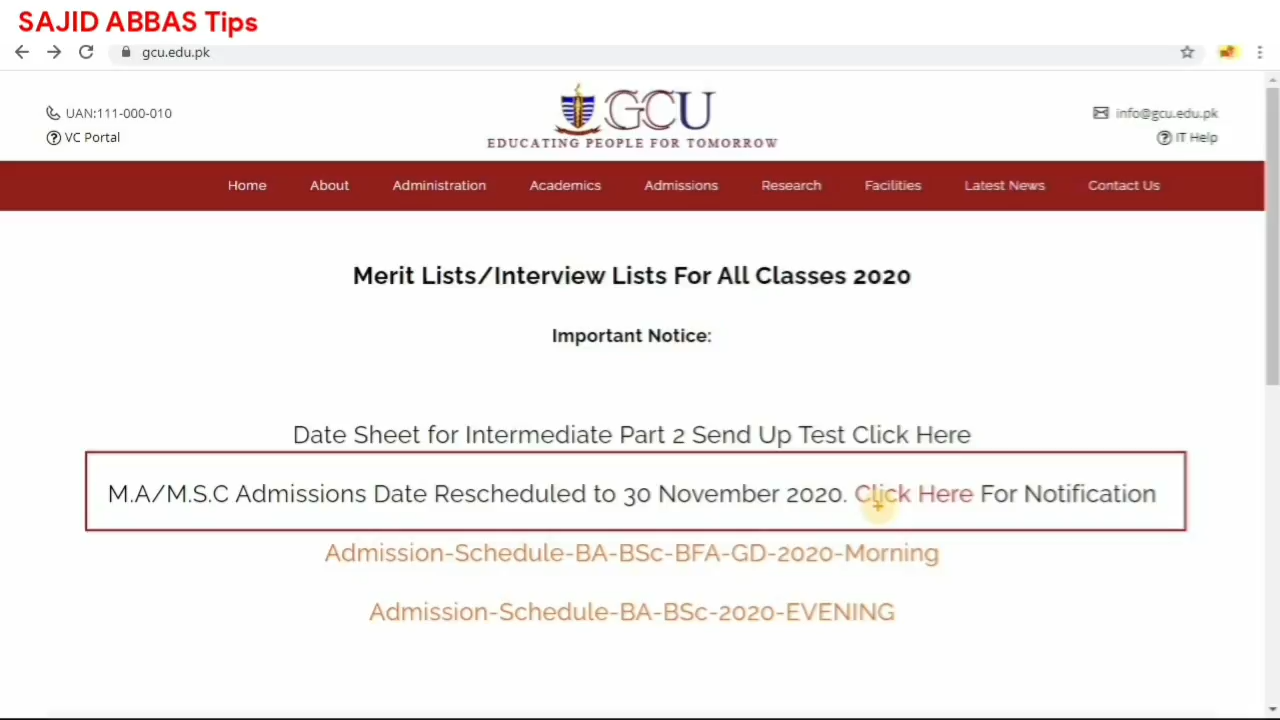 SAJID ABBAS Tips
gcu.edu.pk
UAN:111-000-010
VC Portal
GCU
EDUCATING PEOPLE FOR TOMORROW
info@gcu.edu.pk
IT Help
Home About Administration Academics Admissions Research Facilities Latest News Contact Us
Merit Lists/Interview Lists For All Classes 2020
Important Notice:
Date Sheet for Intermediate Part 2 Send Up Test Click Here
M.A/M.S.C Admissions Date Rescheduled to 30 November 2020. Click Here For Notification
Admission-Schedule-BA-BSc-BFA-GD-2020-Morning
Admission-Schedule-BA-BSc-2020-EVENING